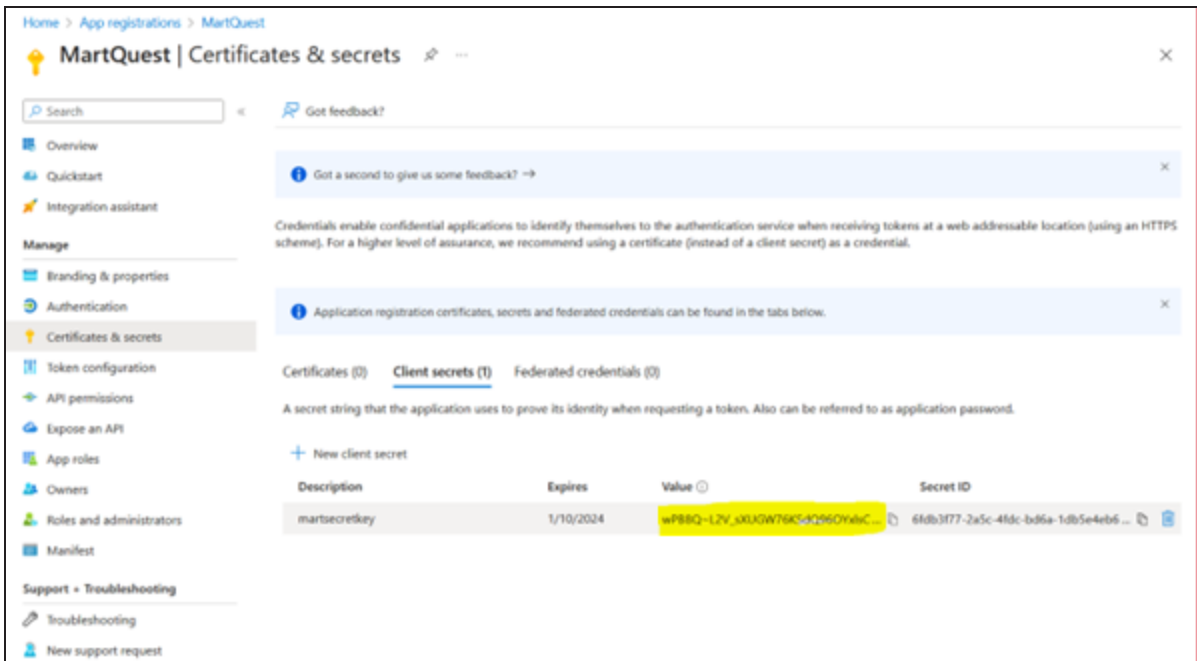 Home > App registrations > MartQuest
MartQuest | Certificates & secrets
Search
Overview
Quickstart
Integration assistant
Manage
Branding & properties
Authentication
Certificates & secrets
Token configuration
API permissions
Expose an API
App roles
Owners
Roles and administrators
Manifest
Support + Troubleshooting
Troubleshooting
New support request
Got feedback?
Got a second to give us some feedback? →
Credentials enable confidential applications to identify themselves to the authentication service when receiving tokens at a web addressable location (using an HTTPS
scheme). For a higher level of assurance, we recommend using a certificate (instead of a client secret) as a credential.
Application registration certificates, secrets and federated credentials can be found in the tabs below.
Certificates (0) Client secrets (1) Federated credentials (0)
A secret string that the application uses to prove its identity when requesting a token. Also can be referred to as application password.
+ New client secret
Description Expires Value Secret ID
martsecretkey 1/10/2024 6fdb3f77-2a5c-4fdc-bd6a-1db5e4eb6 ...